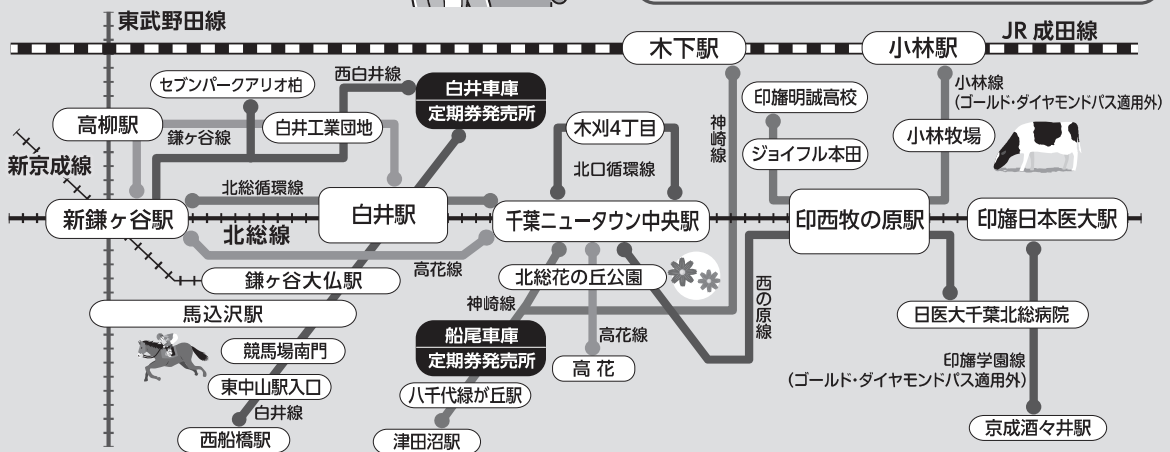 東武野田線
JR 成田線
木下駅
小林駅
セブンパークアリオ柏
西白井線
白井車庫
定期券発売所
印旛明誠高校
小林線
(ゴールド・ダイヤモンドパス適用外)
高柳駅
鎌ヶ谷線
白井工業団地
木刈4丁目
神崎線
ジョイフル本田
小林牧場
新京成線
北口循環線
北総循環線
新鎌ヶ谷駅
白井駅
千葉ニュータウン中央駅
印西牧の原駅
印旛日本医大駅
北総線
高花線
鎌ヶ谷大仏駅
北総花の丘公園
西の原線
馬込沢駅
神崎線
日医大千葉北総病院
船尾車庫
定期券発売所
高花線
競馬場南門
高花
印旛学園線
(ゴールド・ダイヤモンドパス適用外)
東中山駅入口
八千代緑が丘駅
白井線
西船橋駅
津田沼駅
京成酒々井駅